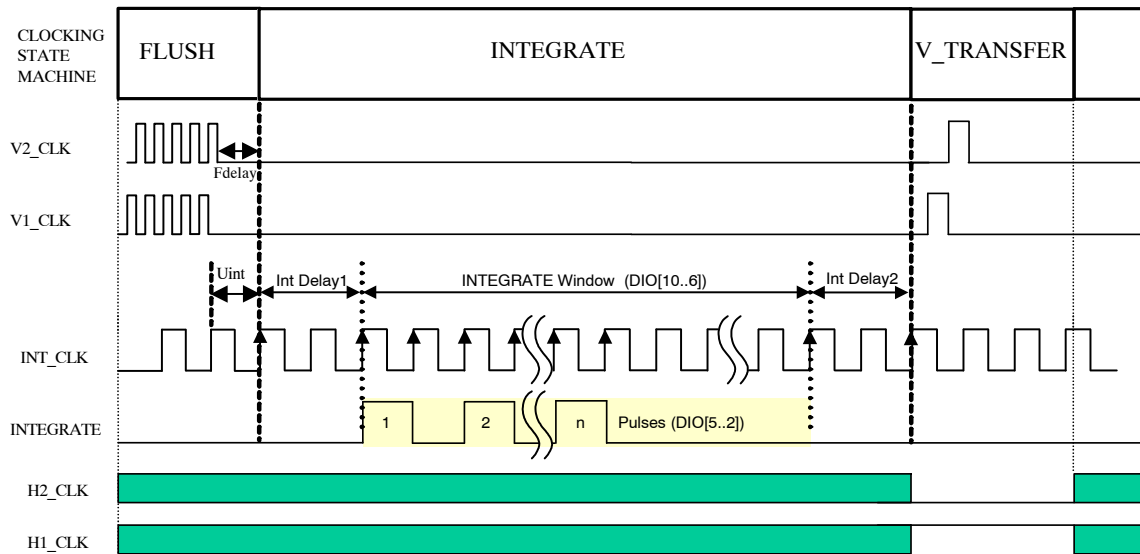 CLOCKING
STATE
MACHINE
FLUSH
INTEGRATE
V_TRANSFER
V2_CLK
Fdelay
V1_CLK
Uint
Int Delay1
INTEGRATE Window (DIO[10..6])
Int Delay2
INT_CLK
INTEGRATE
1
2
n
Pulses (DIO[5..2])
H2_CLK
H1_CLK